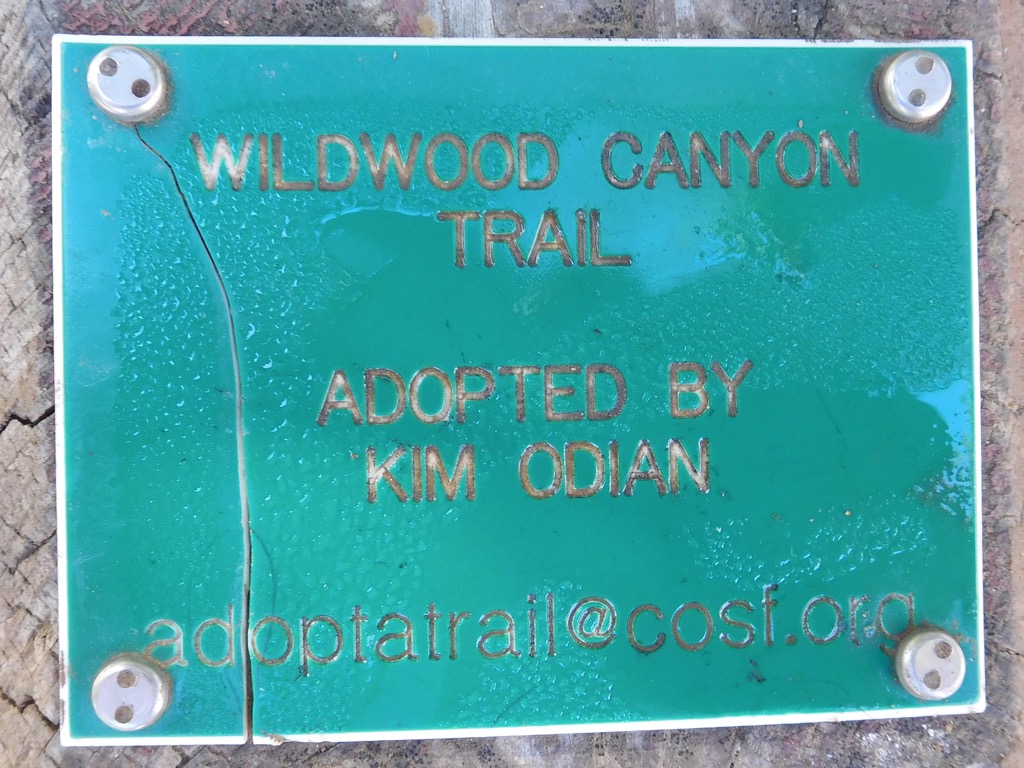 WILDWOOD CANYON
TRAIL
ADOPTED BY
KIM ODIAN
adoptatrail@cosf.org